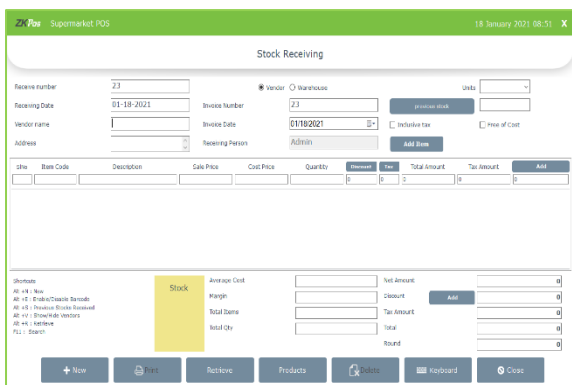 ZKPos Supermarket POS 18 January 2021 08:51 X
Stock Receiving
Receive number 23 Vendor Warehouse Units
Receiving Date 01-18-2021 Invoice Number 23 previous stock
Vendor name Invoice Date 01/18/2021 Inclusive tax Free of Cost
Address Receiving Person Admin Add Item
SlNo Item Code Description Sale Price Cost Price Quantity Discount Tax Total Amount Tax Amount Add
0 0 0 0 0
Shortcuts
Alt +N : New
Alt +E : Enable/Disable Barcode
Alt +S : Previous Stocks Received
Alt +V : Show/Hide Vendors
Alt +R : Retrieve
F11 : Search
Stock
Average Cost
Margin
Total Items
Total Qty
Net Amount 0
Discount Add 0
Tax Amount 0
Total 0
Round 0
New Print Retrieve Products Delete Keyboard Close